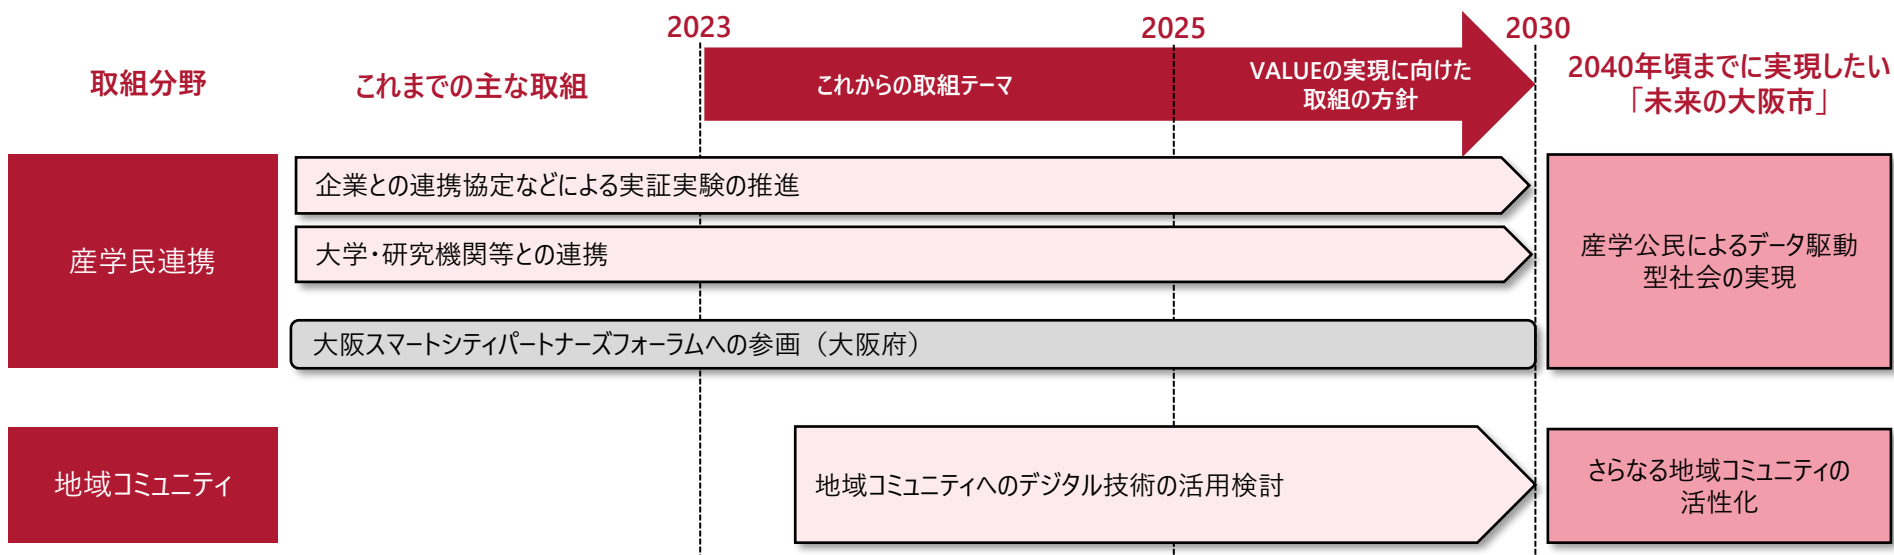 2023
2025
2030
取組分野
これまでの主な取組
これからの取組テーマ
VALUEの実現に向けた
取組の方針
2040年頃までに実現したい
「未来の大阪市」
産学民連携
企業との連携協定などによる実証実験の推進
大学・研究機関等との連携
大阪スマートシティパートナーズフォーラムへの参画（大阪府）
産学公民によるデータ駆動
型社会の実現
地域コミュニティ
地域コミュニティへのデジタル技術の活用検討
さらなる地域コミュニティの
活性化